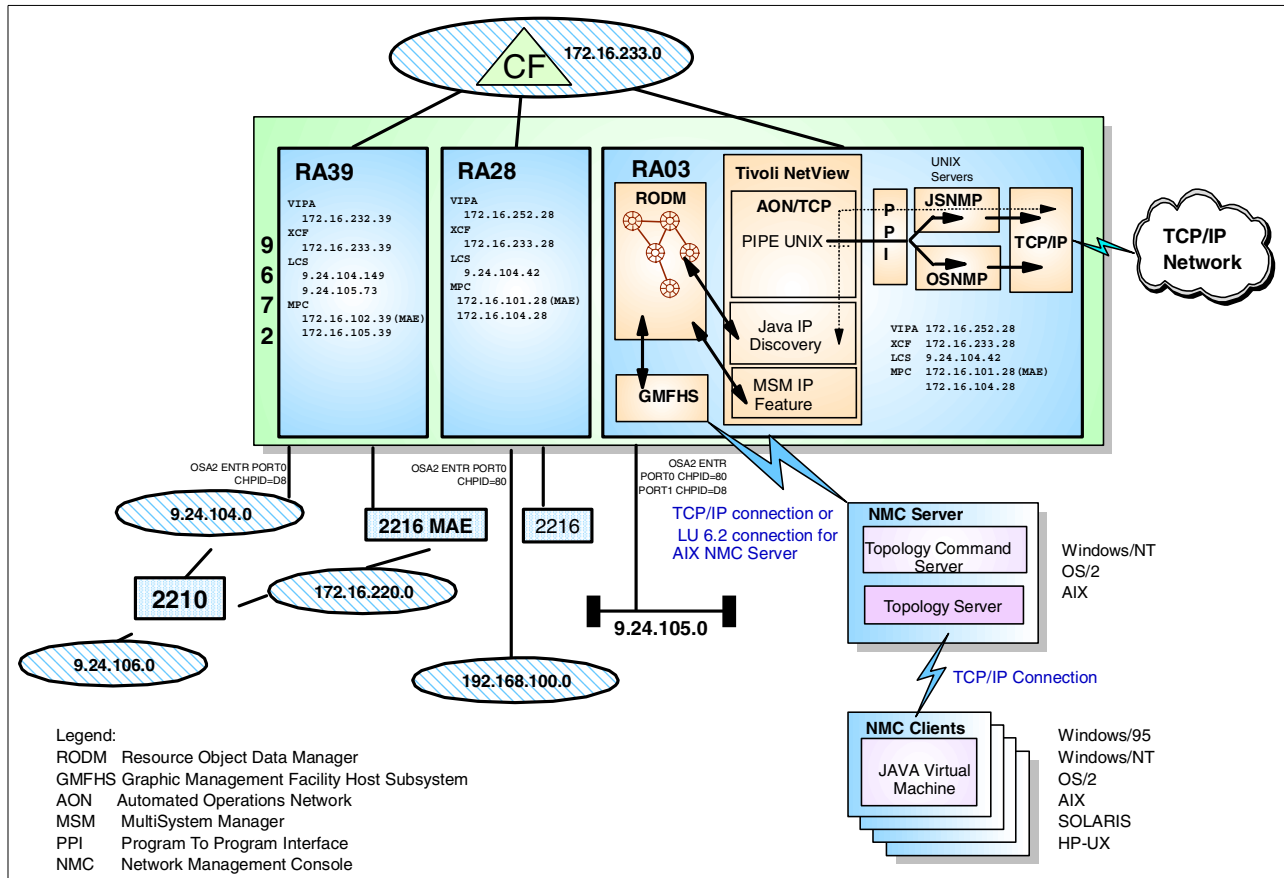 CF
172.16.233.0
9
6
7
2
RA39
VIPA
172.16.232.39
XCF
172.16.233.39
LCS
9.24.104.149
9.24.105.73
MPC
172.16.102.39(MAE)
172.16.105.39
RA28
VIPA
172.16.252.28
XCF
172.16.233.28
LCS
9.24.104.42
MPC
172.16.101.28(MAE)
172.16.104.28
RA03
RODM
GMFHS
Tivoli NetView
AON/TCP
PIPE UNIX
Java IP
Discovery
MSM IP
Feature
P
P
I
UNIX
Servers
JSNMP
OSNMP
TCP/IP
VIPA 172.16.252.28
XCF 172.16.233.28
LCS 9.24.104.42
MPC 172.16.101.28(MAE)
172.16.104.28
TCP/IP
Network
OSA2 ENTR PORT0
CHPID=D8
OSA2 ENTR PORT0
CHPID=80
OSA2 ENTR
PORT0 CHPID=80
PORT1 CHPID=D8
9.24.104.0
2216 MAE
2216
2210
172.16.220.0
9.24.106.0
192.168.100.0
9.24.105.0
TCP/IP connection or
LU 6.2 connection for
AIX NMC Server
NMC Server
Topology Command
Server
Topology Server
Windows/NT
OS/2
AIX
TCP/IP Connection
NMC Clients
JAVA Virtual
Machine
Windows/95
Windows/NT
OS/2
AIX
SOLARIS
HP-UX
Legend:
RODM Resource Object Data Manager
GMFHS Graphic Management Facility Host Subsystem
AON Automated Operations Network
MSM MultiSystem Manager
PPI Program To Program Interface
NMC Network Management Console